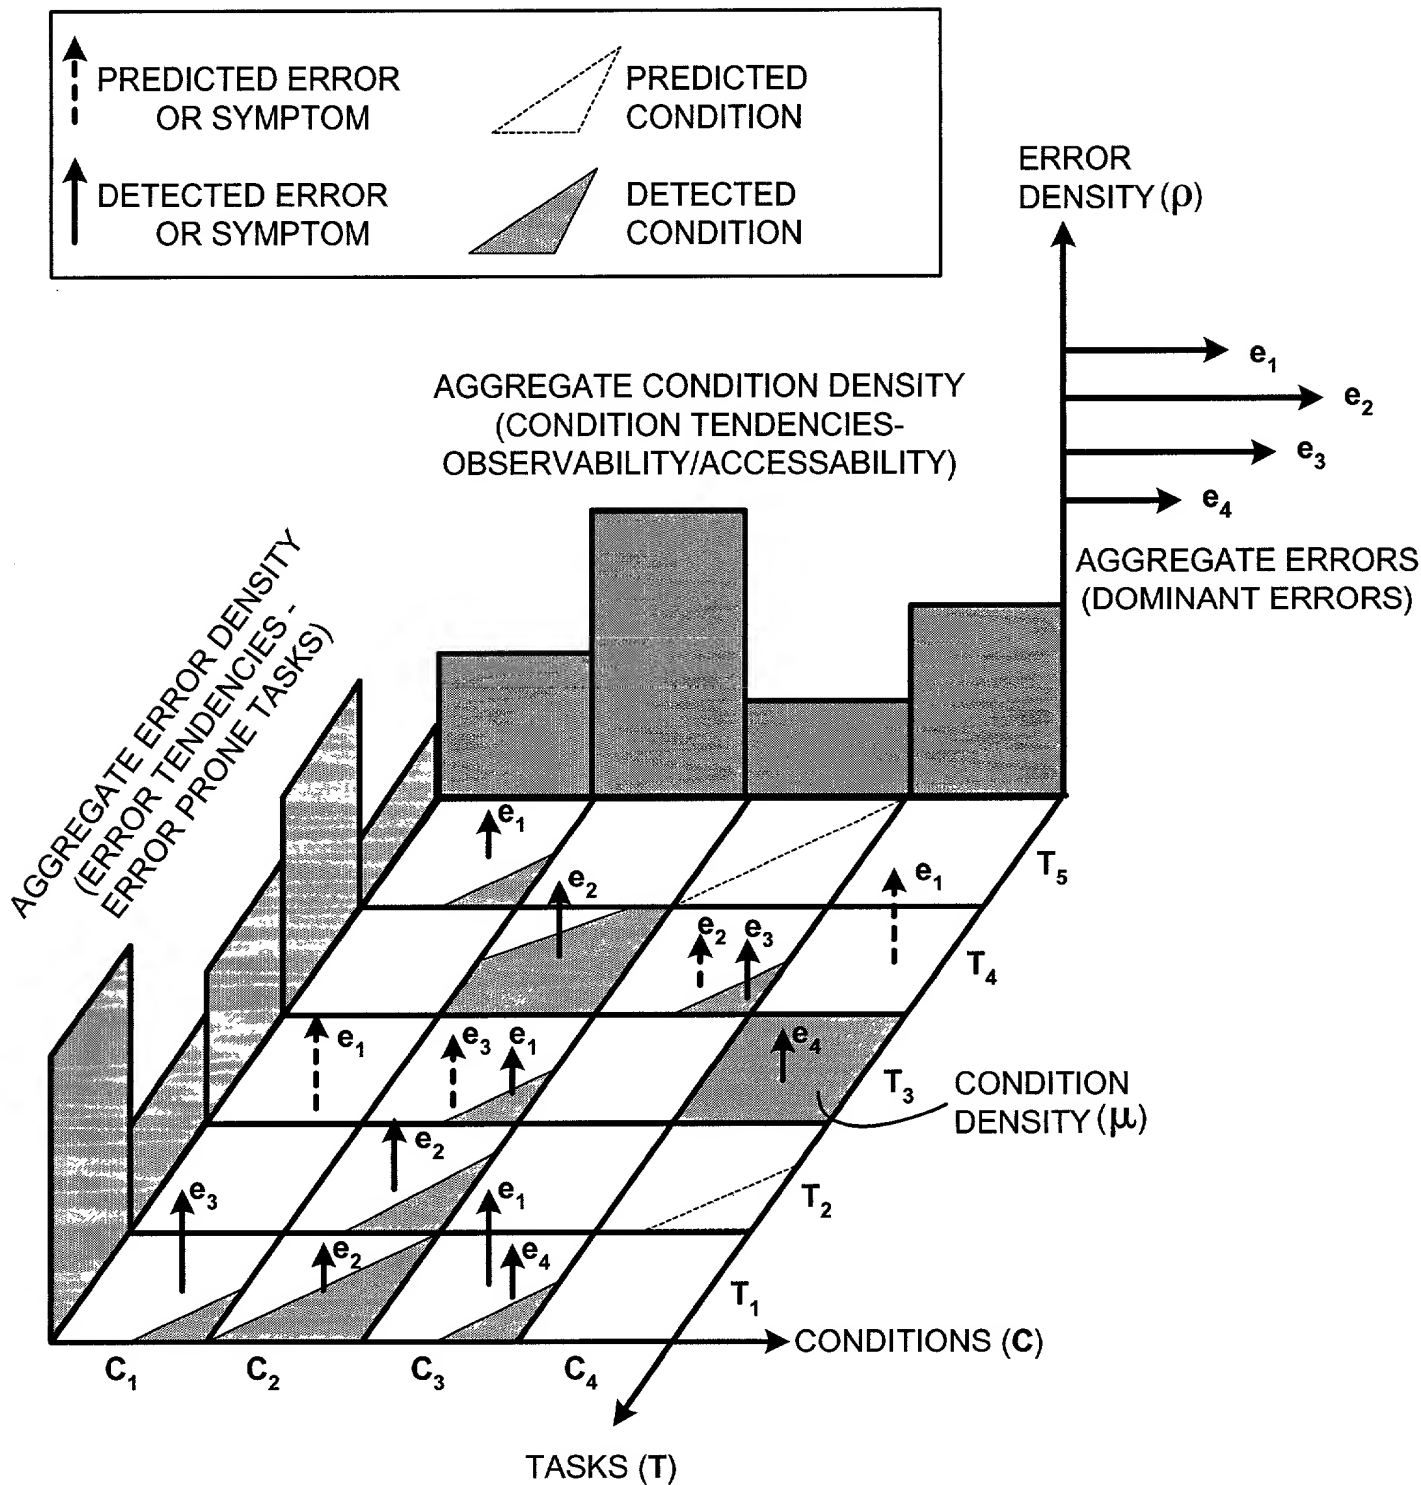 PREDICTED ERROR
OR SYMPTOM
PREDICTED
CONDITION
DETECTED ERROR
OR SYMPTOM
DETECTED
CONDITION
ERROR
DENSITY (ρ)
e1
e2
e3
e4
AGGREGATE CONDITION DENSITY
(CONDITION TENDENCIES-
OBSERVABILITY/ACCESSABILITY)
AGGREGATE ERRORS
(DOMINANT ERRORS)
AGGREGATE ERROR DENSITY
(ERROR TENDENCIES -
ERROR PRONE TASKS)
e1
T5
e2
e1
e2
e3
T4
e1
e3
e1
e4
T3
CONDITION
DENSITY (μ)
e2
e3
e1
T2
e2
e4
T1
CONDITIONS (C)
C1
C2
C3
C4
TASKS (T)